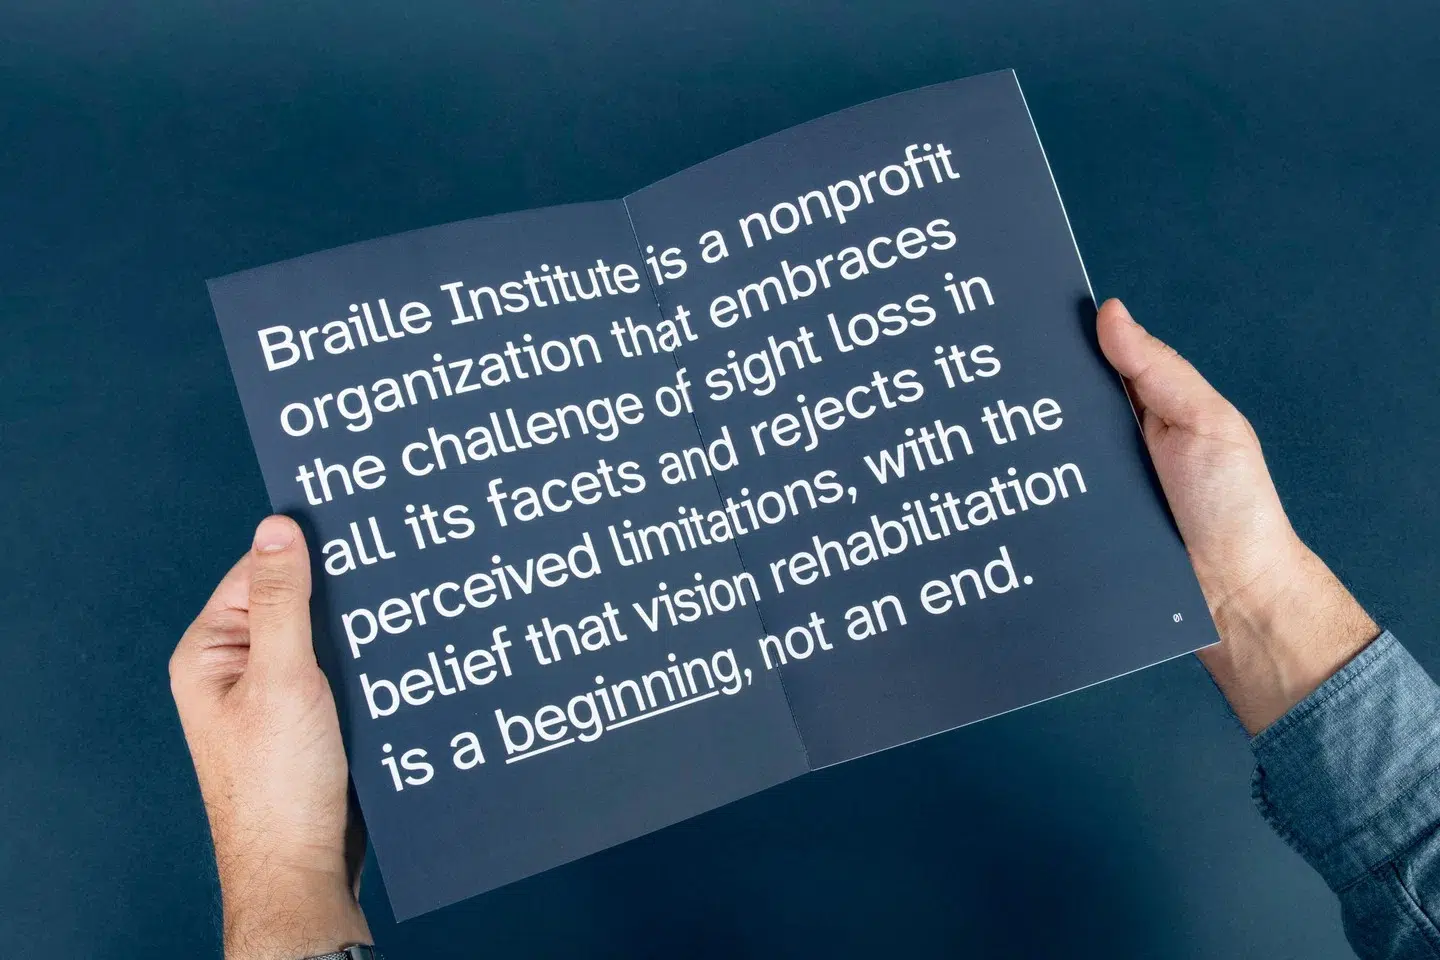 Braille Institute is a nonprofit
organization that embraces
the challenge of sight loss in
all its facets and rejects its
perceived limitations, with the
belief that vision rehabilitation
is a beginning, not an end.
01